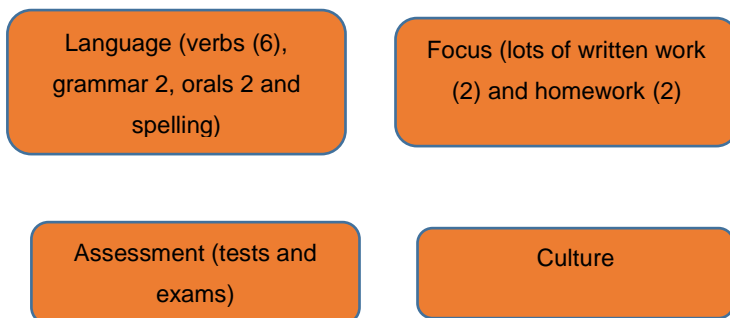 Language (verbs (6),
grammar 2, orals 2 and
spelling)
Focus (lots of written work
(2) and homework (2)
Assessment (tests and
exams)
Culture